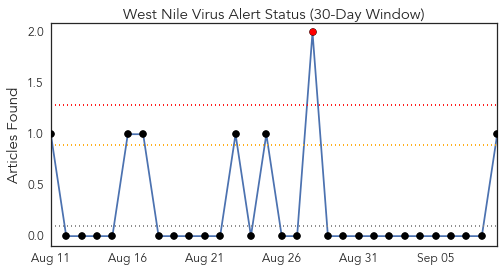 West Nile Virus Alert Status (30-Day Window)
Articles Found
2.0
1.5
1.0
0.5
0.0
Aug 11 Aug 16 Aug 21 Aug 26 Aug 31 Sep 05